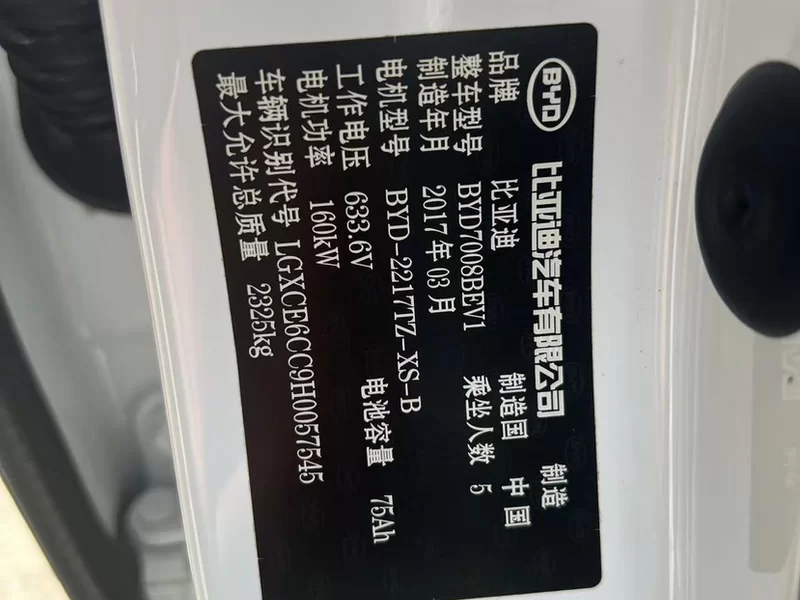 BYD 比亚迪汽车有限公司 制造
品牌 比亚迪 制造国 中国
整车型号 BYD7008BEV1 乘坐人数 5
制造年月 2017年03月
电机型号 BYD-2217TZ-XS-B
工作电压 633.6V 电池容量 75Ah
电机功率 160kW
车辆识别代号 LGXCE6CC9H0057545
最大允许总质量 2325kg